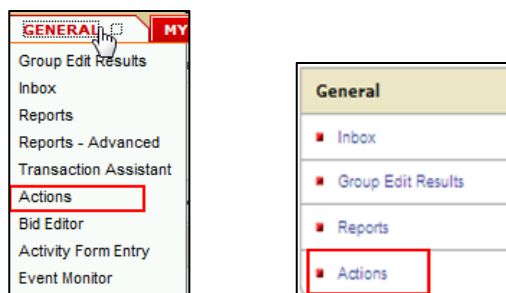 GENERAL
MY
Group Edit Results
Inbox
Reports
Reports - Advanced
Transaction Assistant
Actions
Bid Editor
Activity Form Entry
Event Monitor
General
Inbox
Group Edit Results
Reports
Actions